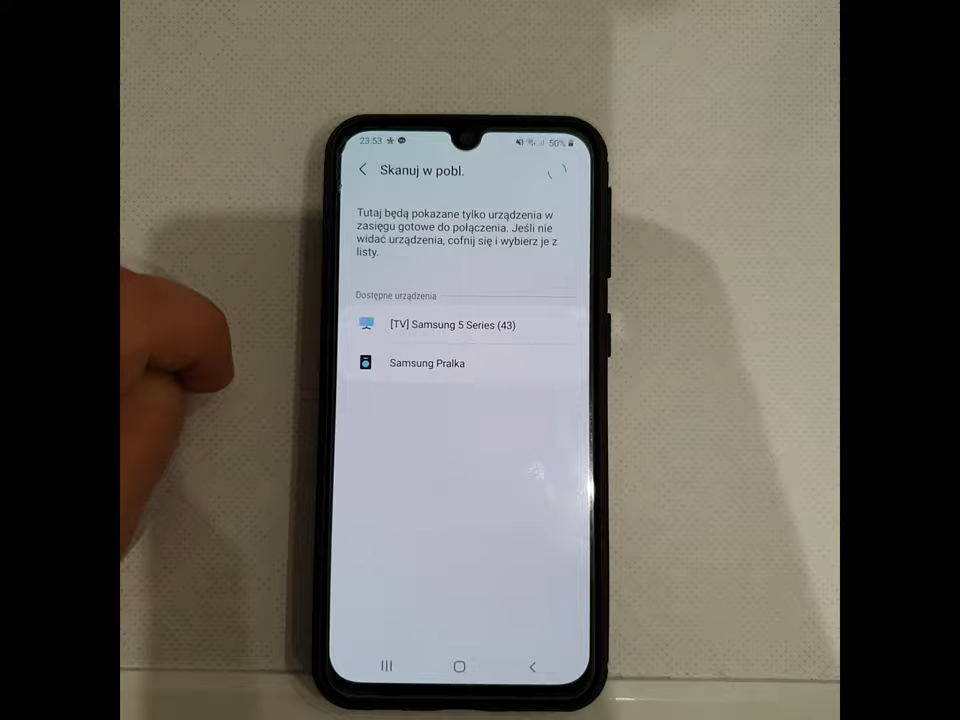 23:53
50%
Skanuj w pobl.
Tutaj będą pokazane tylko urządzenia w
zasięgu gotowe do połączenia. Jeśli nie
widać urządzenia, cofnij się i wybierz je z
listy.
Dostępne urządzenia
[TV] Samsung 5 Series (43)
Samsung Pralka